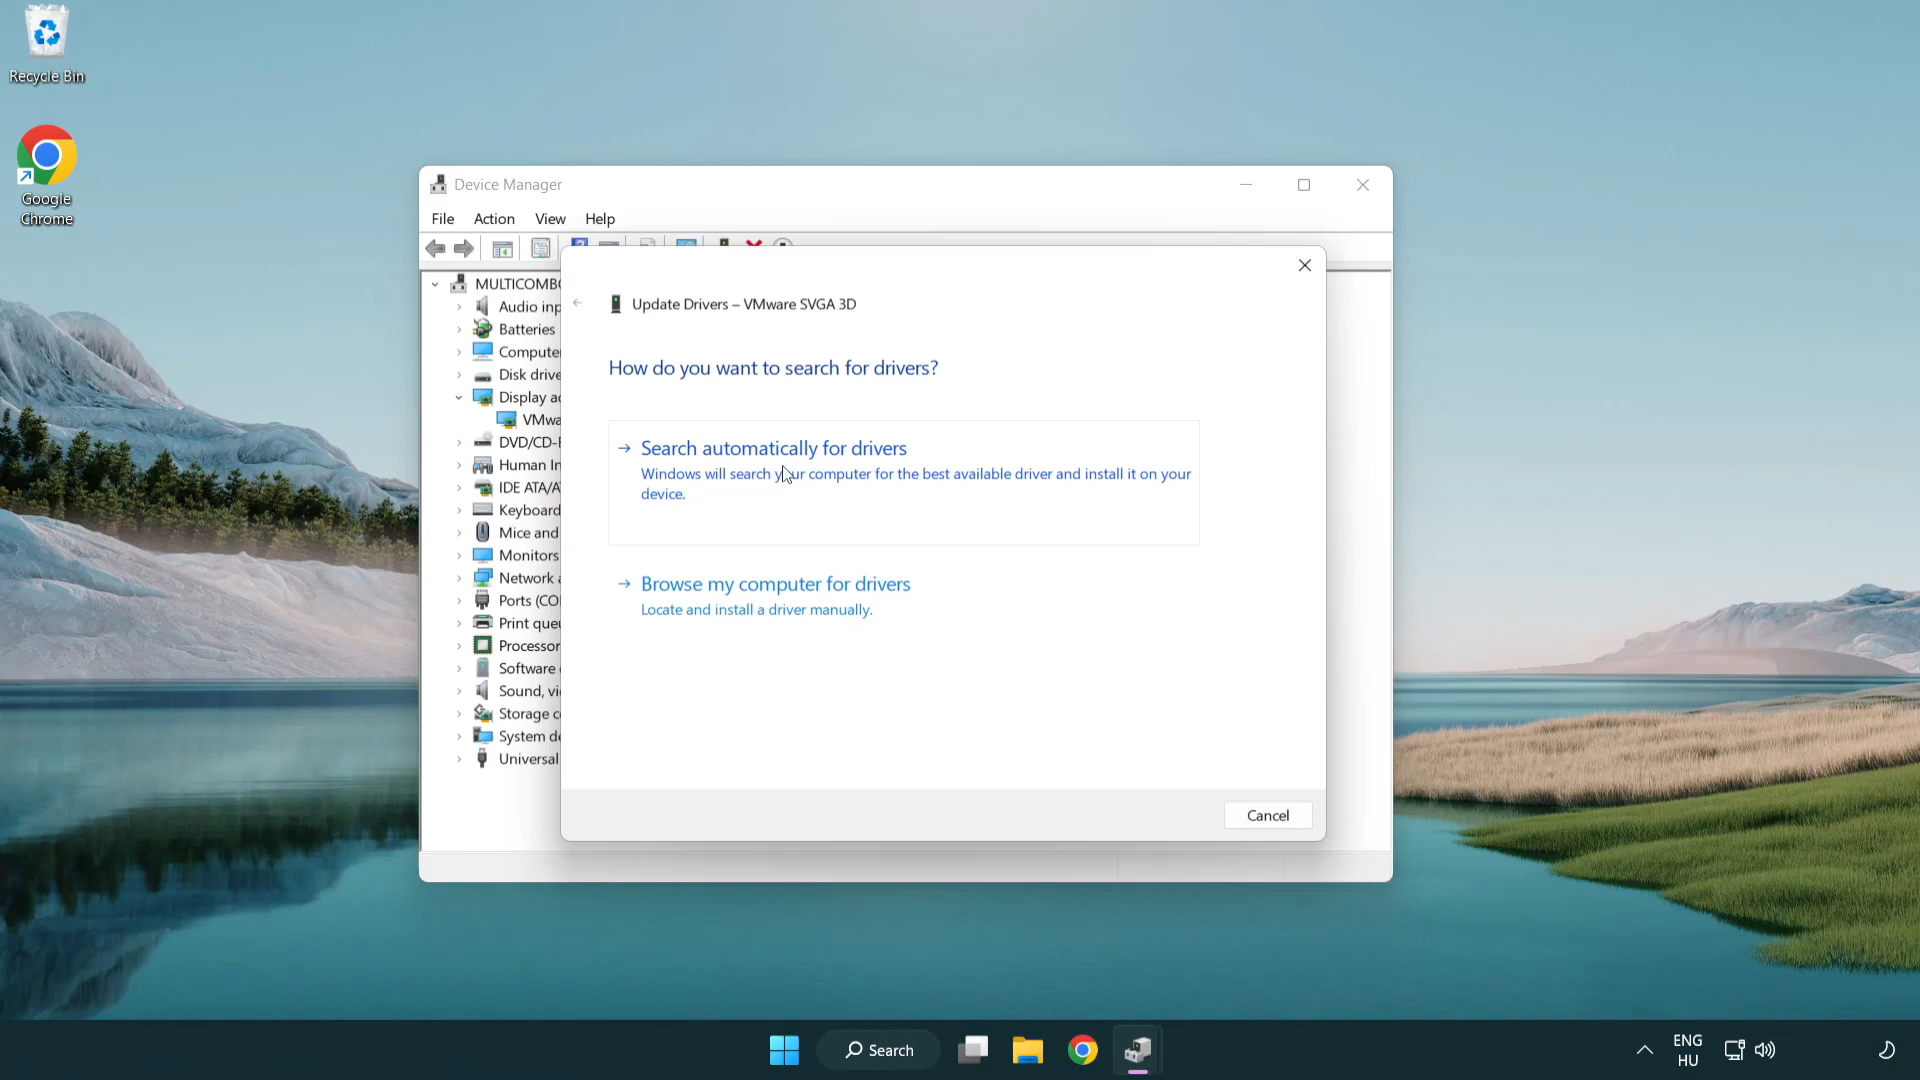 Recycle Bin
Google
Chrome
Device Manager
File Action View Help
MULTICOMBO
Audio inp
Batteries
Compute
Disk drive
Display a
VMwa
DVD/CD-
Human In
IDE ATA/A
Keyboard
Mice and
Monitors
Network a
Ports (CO
Print que
Processor
Software
Sound, vi
Storage c
System de
Universal
Update Drivers – VMware SVGA 3D
How do you want to search for drivers?
Search automatically for drivers
Windows will search your computer for the best available driver and install it on your
device.
Browse my computer for drivers
Locate and install a driver manually.
Cancel
Search
ENG
HU